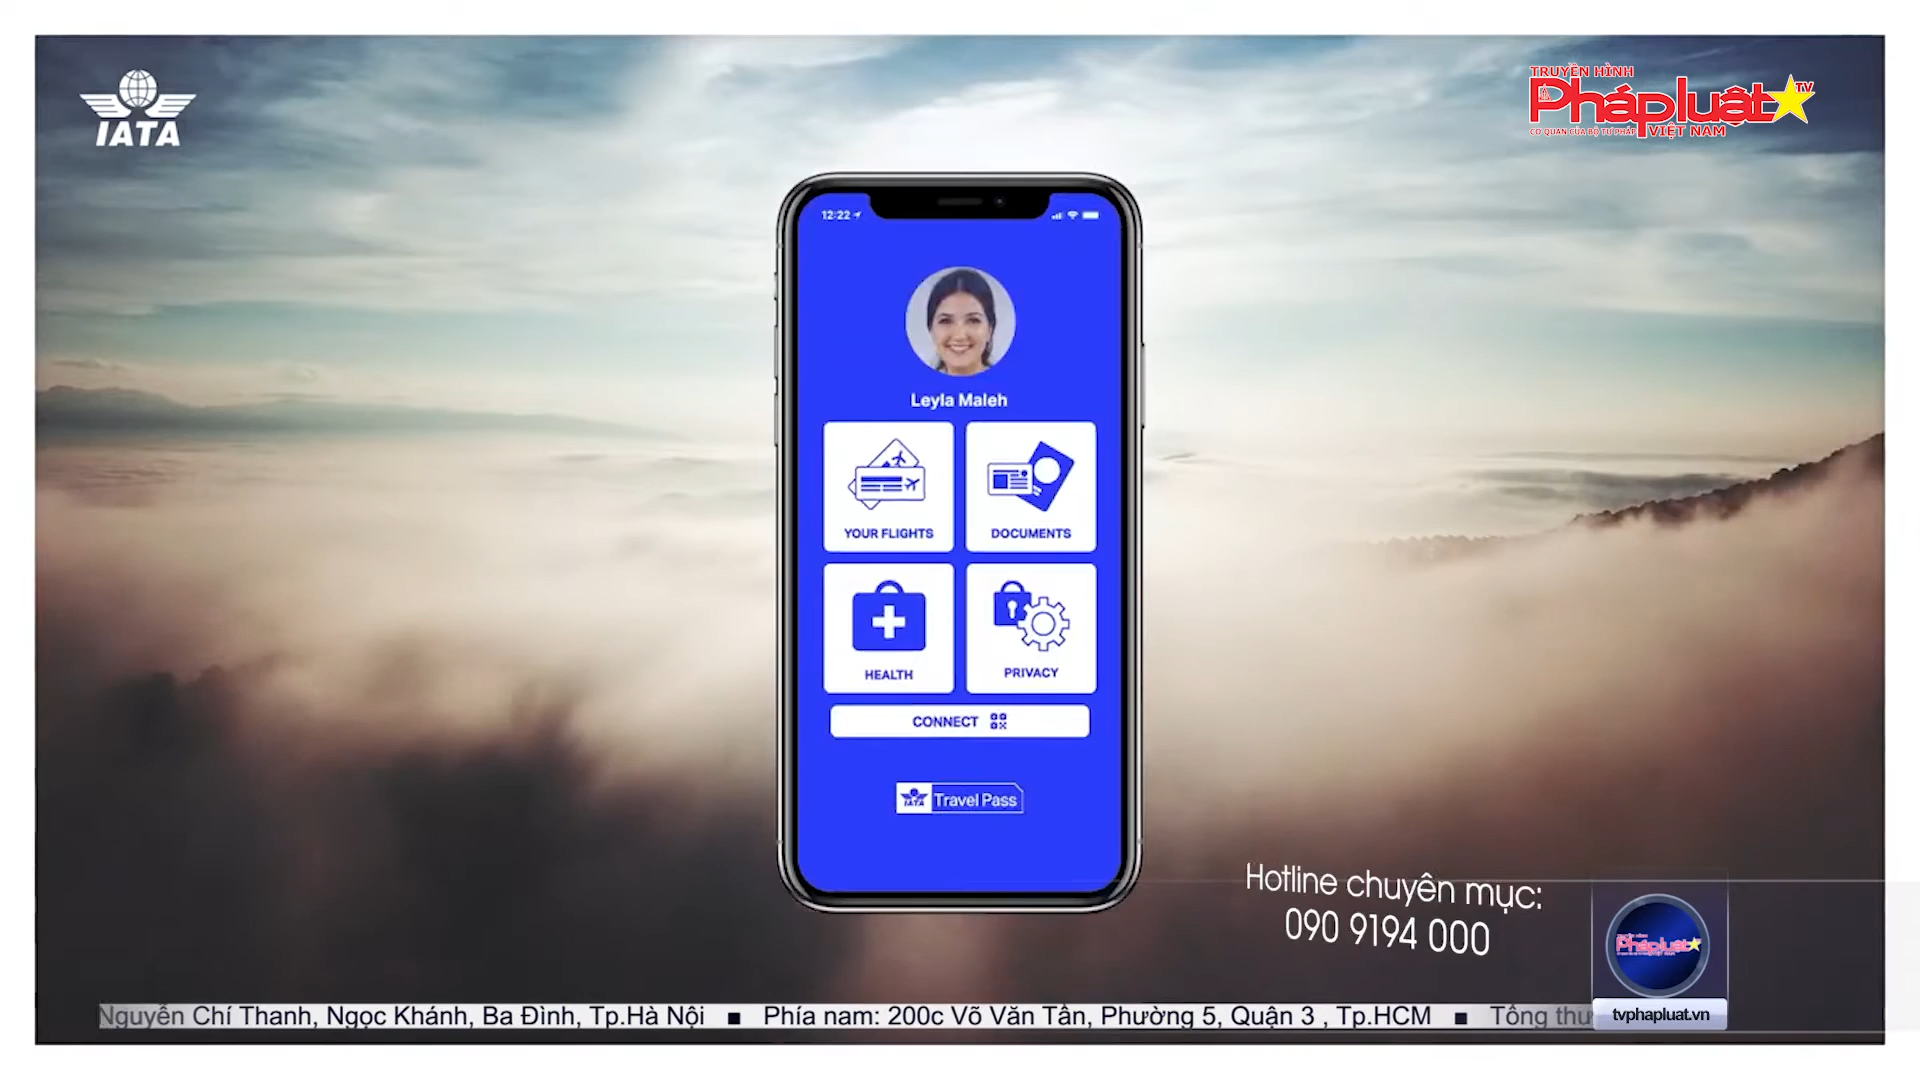 IATA
TRUYỀN HÌNH
Phápluật TV
CƠ QUAN CỦA BỘ TƯ PHÁP VIỆT NAM
12:22
Leyla Maleh
YOUR FLIGHTS
DOCUMENTS
HEALTH
PRIVACY
CONNECT
IATA Travel Pass
Hotline chuyên mục:
090 9194 000
Phápluật
VIỆT NAM
Nguyễn Chí Thanh, Ngọc Khánh, Ba Đình, Tp.Hà Nội ■ Phía nam: 200c Võ Văn Tần, Phường 5, Quận 3 , Tp.HCM ■ Tổng thư
tvphapluat.vn